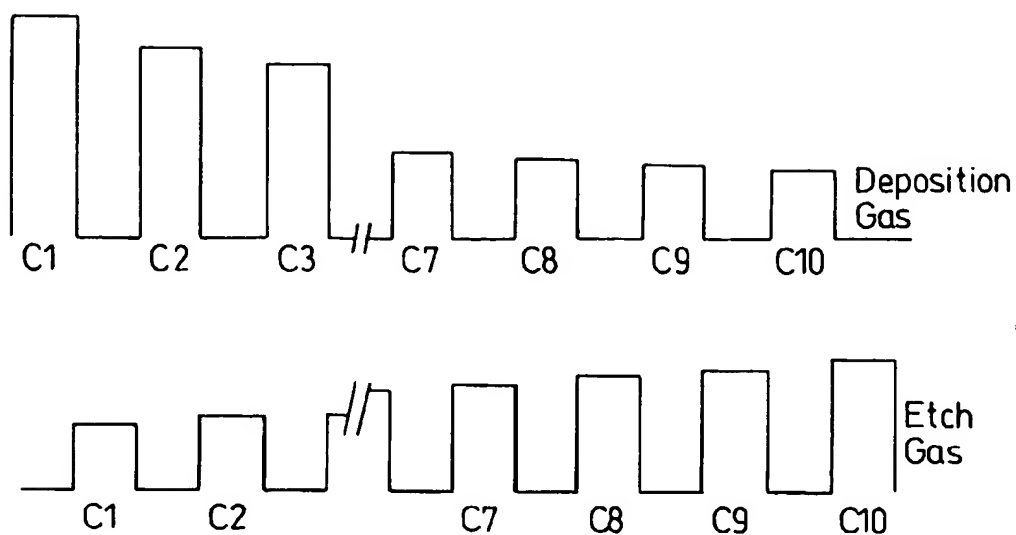 C1 C2 C3 C7 C8 C9 C10
Deposition
Gas
C1 C2 C7 C8 C9 C10
Etch
Gas